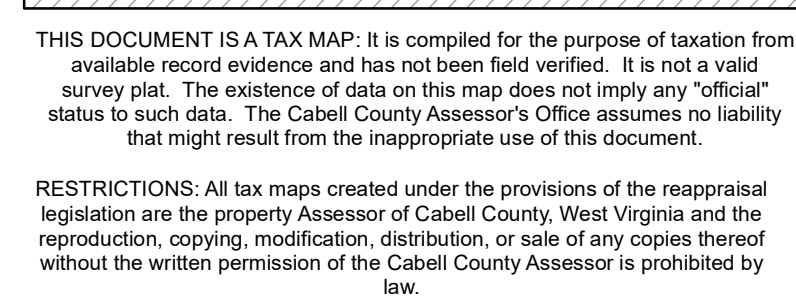 THIS DOCUMENT IS A TAX MAP: It is compiled for the purpose of taxation from
available record evidence and has not been field verified.  It is not a valid
survey plat.  The existence of data on this map does not imply any "official"
status to such data.  The Cabell County Assessor's Office assumes no liability
that might result from the inappropriate use of this document.
RESTRICTIONS: All tax maps created under the provisions of the reappraisal
legislation are the property Assessor of Cabell County, West Virginia and the
reproduction, copying, modification, distribution, or sale of any copies thereof
without the written permission of the Cabell County Assessor is prohibited by
law.